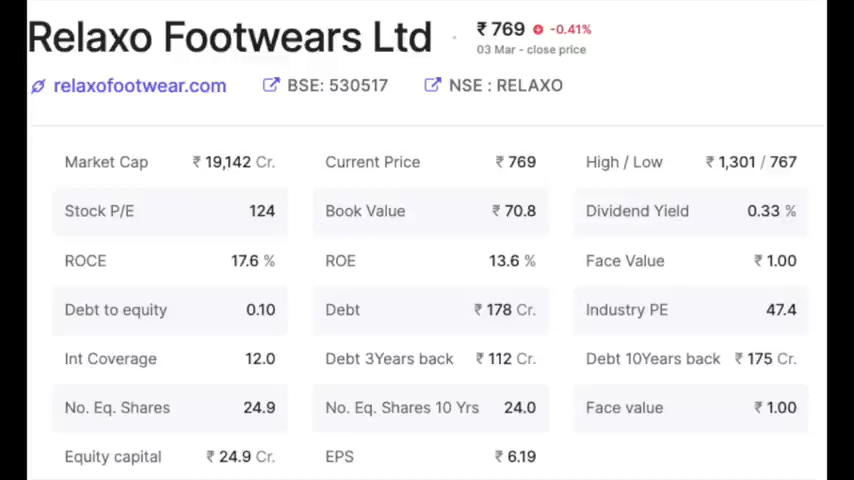 Relaxo Footwears Ltd
₹ 769 -0.41%
03 Mar - close price
relaxofootwear.com BSE: 530517 NSE : RELAXO
Market Cap ₹ 19,142 Cr. Current Price ₹ 769 High / Low ₹ 1,301 / 767
Stock P/E 124 Book Value ₹ 70.8 Dividend Yield 0.33 %
ROCE 17.6 % ROE 13.6 % Face Value ₹ 1.00
Debt to equity 0.10 Debt ₹ 178 Cr. Industry PE 47.4
Int Coverage 12.0 Debt 3Years back ₹ 112 Cr. Debt 10Years back ₹ 175 Cr.
No. Eq. Shares 24.9 No. Eq. Shares 10 Yrs 24.0 Face value ₹ 1.00
Equity capital ₹ 24.9 Cr. EPS ₹ 6.19